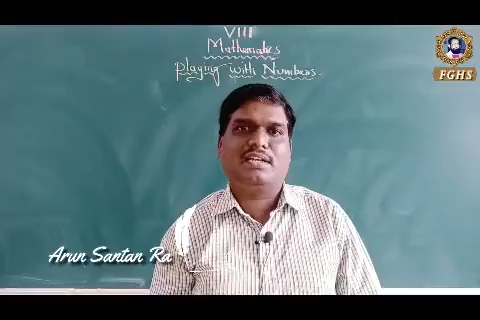 VIII
Mathematics
Playing with Numbers.
FGHS
Arun Santan Ra